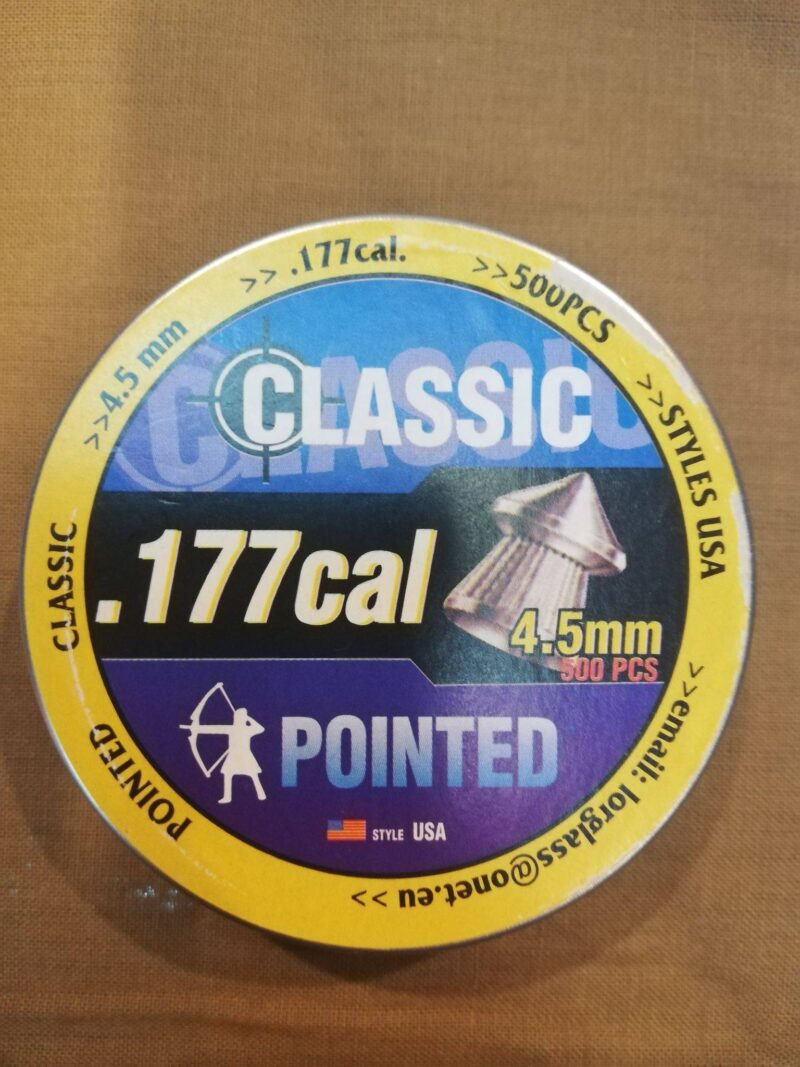 >> 4.5 mm >> .177cal. >>500PCS >>STYLES USA >>email: lorglass@onet.eu >> POINTED CLASSIC
CLASSIC
CLASSIC
.177cal
4.5mm
500 PCS
POINTED
STYLE USA